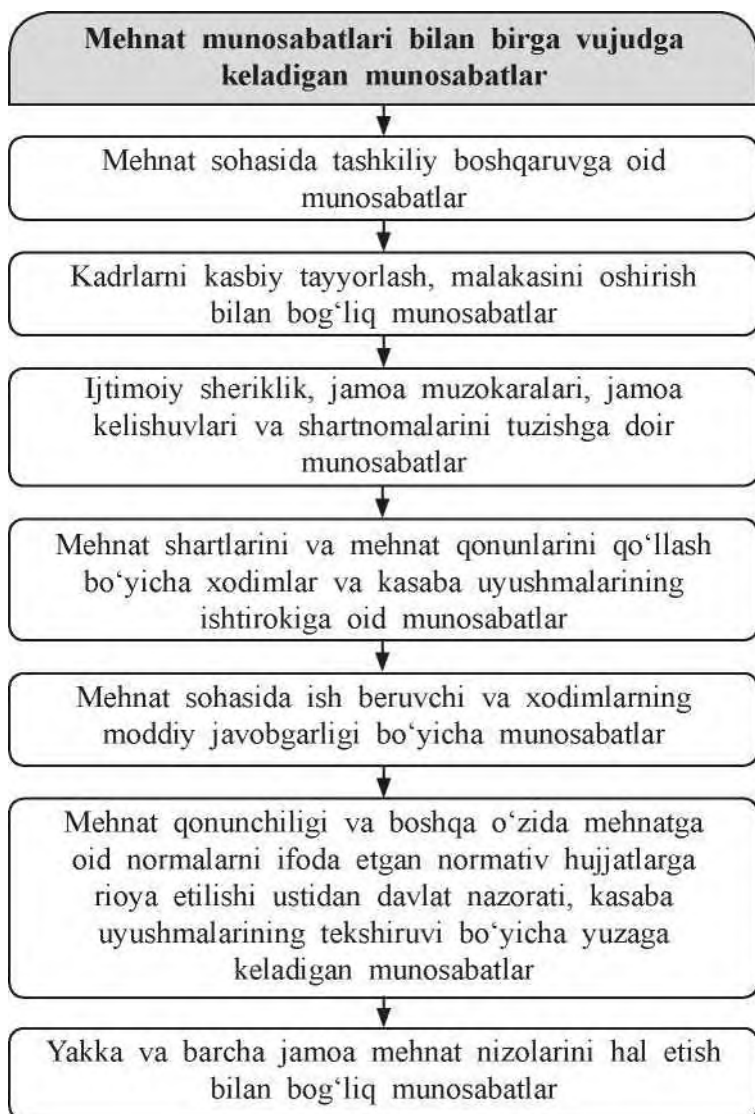 Mehnat munosabatlari bilan birga vujudga
keladigan munosabatlar
Mehnat sohasida tashkiliy boshqaruvga oid
munosabatlar
Kadrlarni kasbiy tayyorlash, malakasini oshirish
bilan bog‘liq munosabatlar
Ijtimoiy sheriklik, jamoa muzokaralari, jamoa
kelishuvlari va shartnomalarini tuzishga doir
munosabatlar
Mehnat shartlarini va mehnat qonunlarini qo‘llash
bo‘yicha xodimlar va kasaba uyushmalarining
ishtirokiga oid munosabatlar
Mehnat sohasida ish beruvchi va xodimlarning
moddiy javobgarligi bo‘yicha munosabatlar
Mehnat qonunchiligi va boshqa o‘zida mehnatga
oid normalarni ifoda etgan normativ hujjatlarga
rioya etilishi ustidan davlat nazorati, kasaba
uyushmalarining tekshiruvi bo‘yicha yuzaga
keladigan munosabatlar
Yakka va barcha jamoa mehnat nizolarini hal etish
bilan bog‘liq munosabatlar